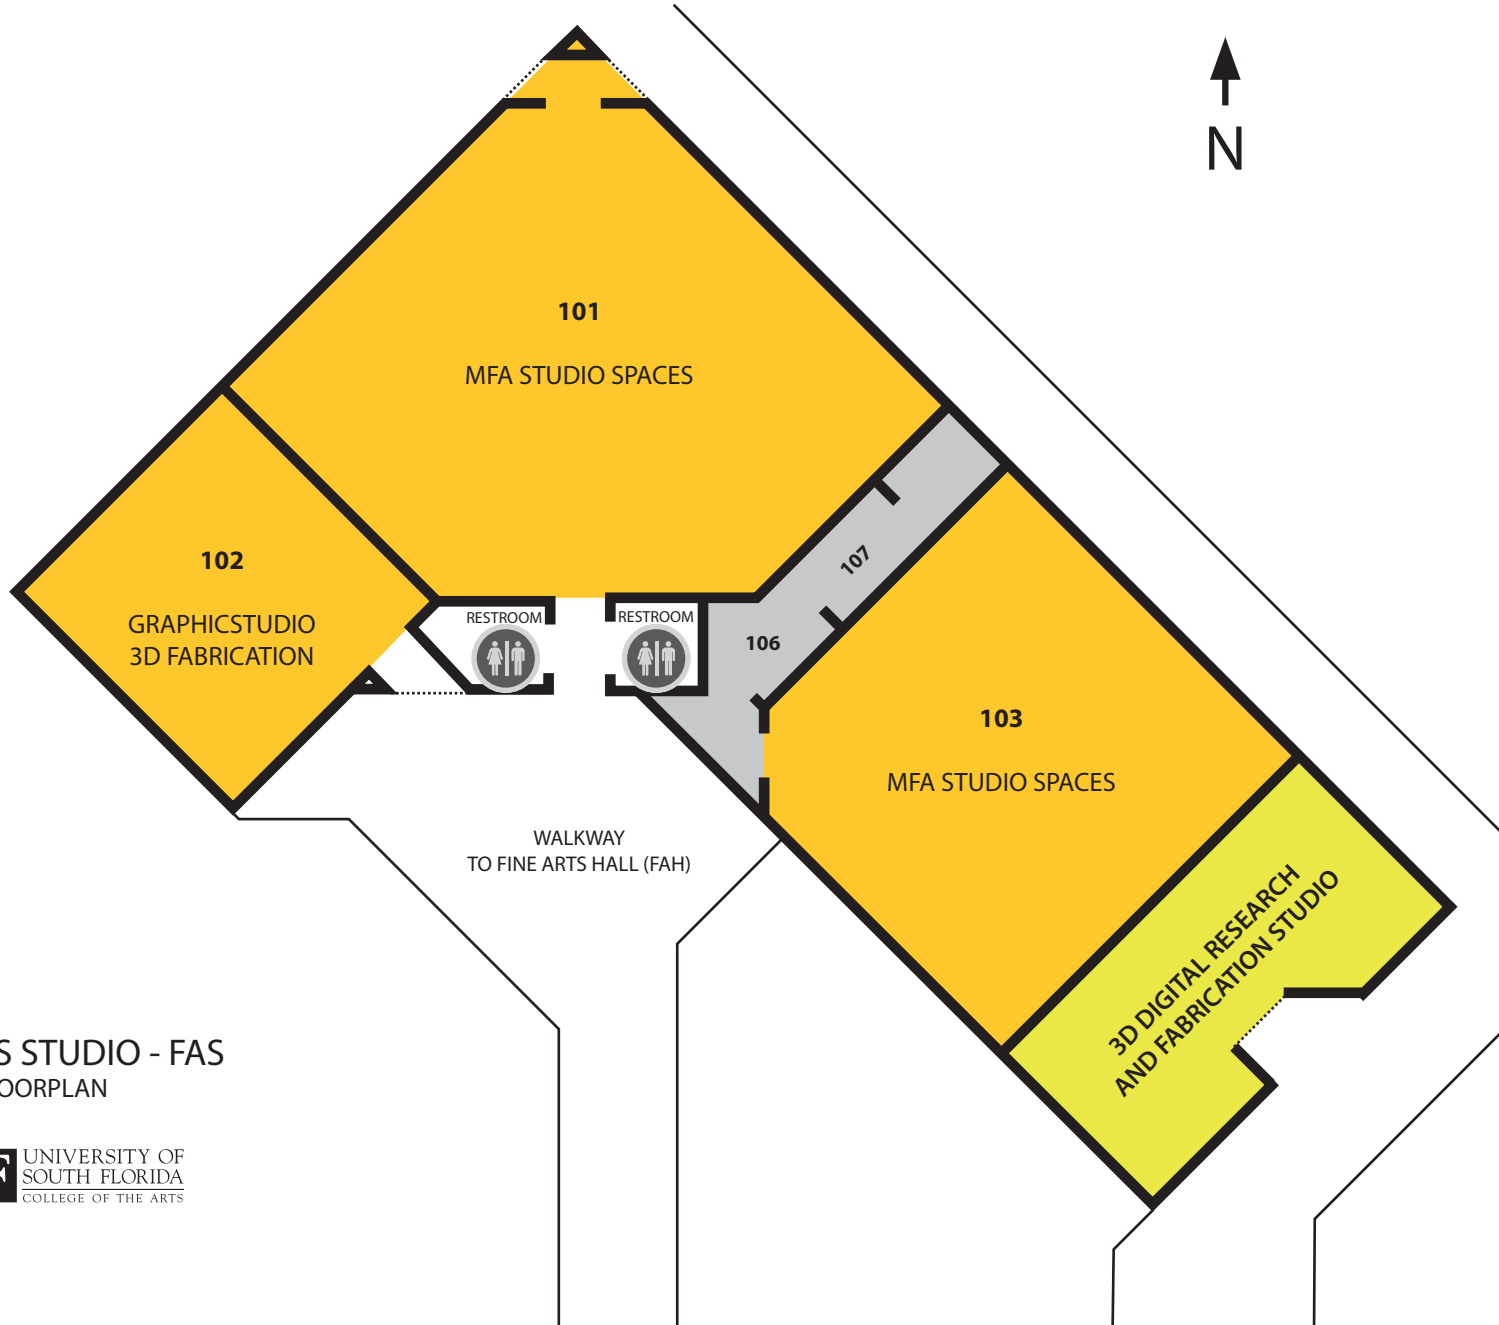 N
101
MFA STUDIO SPACES
102
GRAPHICSTUDIO
3D FABRICATION
RESTROOM
RESTROOM
107
106
103
MFA STUDIO SPACES
WALKWAY
TO FINE ARTS HALL (FAH)
3D DIGITAL RESEARCH
AND FABRICATION STUDIO
S STUDIO - FAS
OORPLAN
F
UNIVERSITY OF
SOUTH FLORIDA
COLLEGE OF THE ARTS